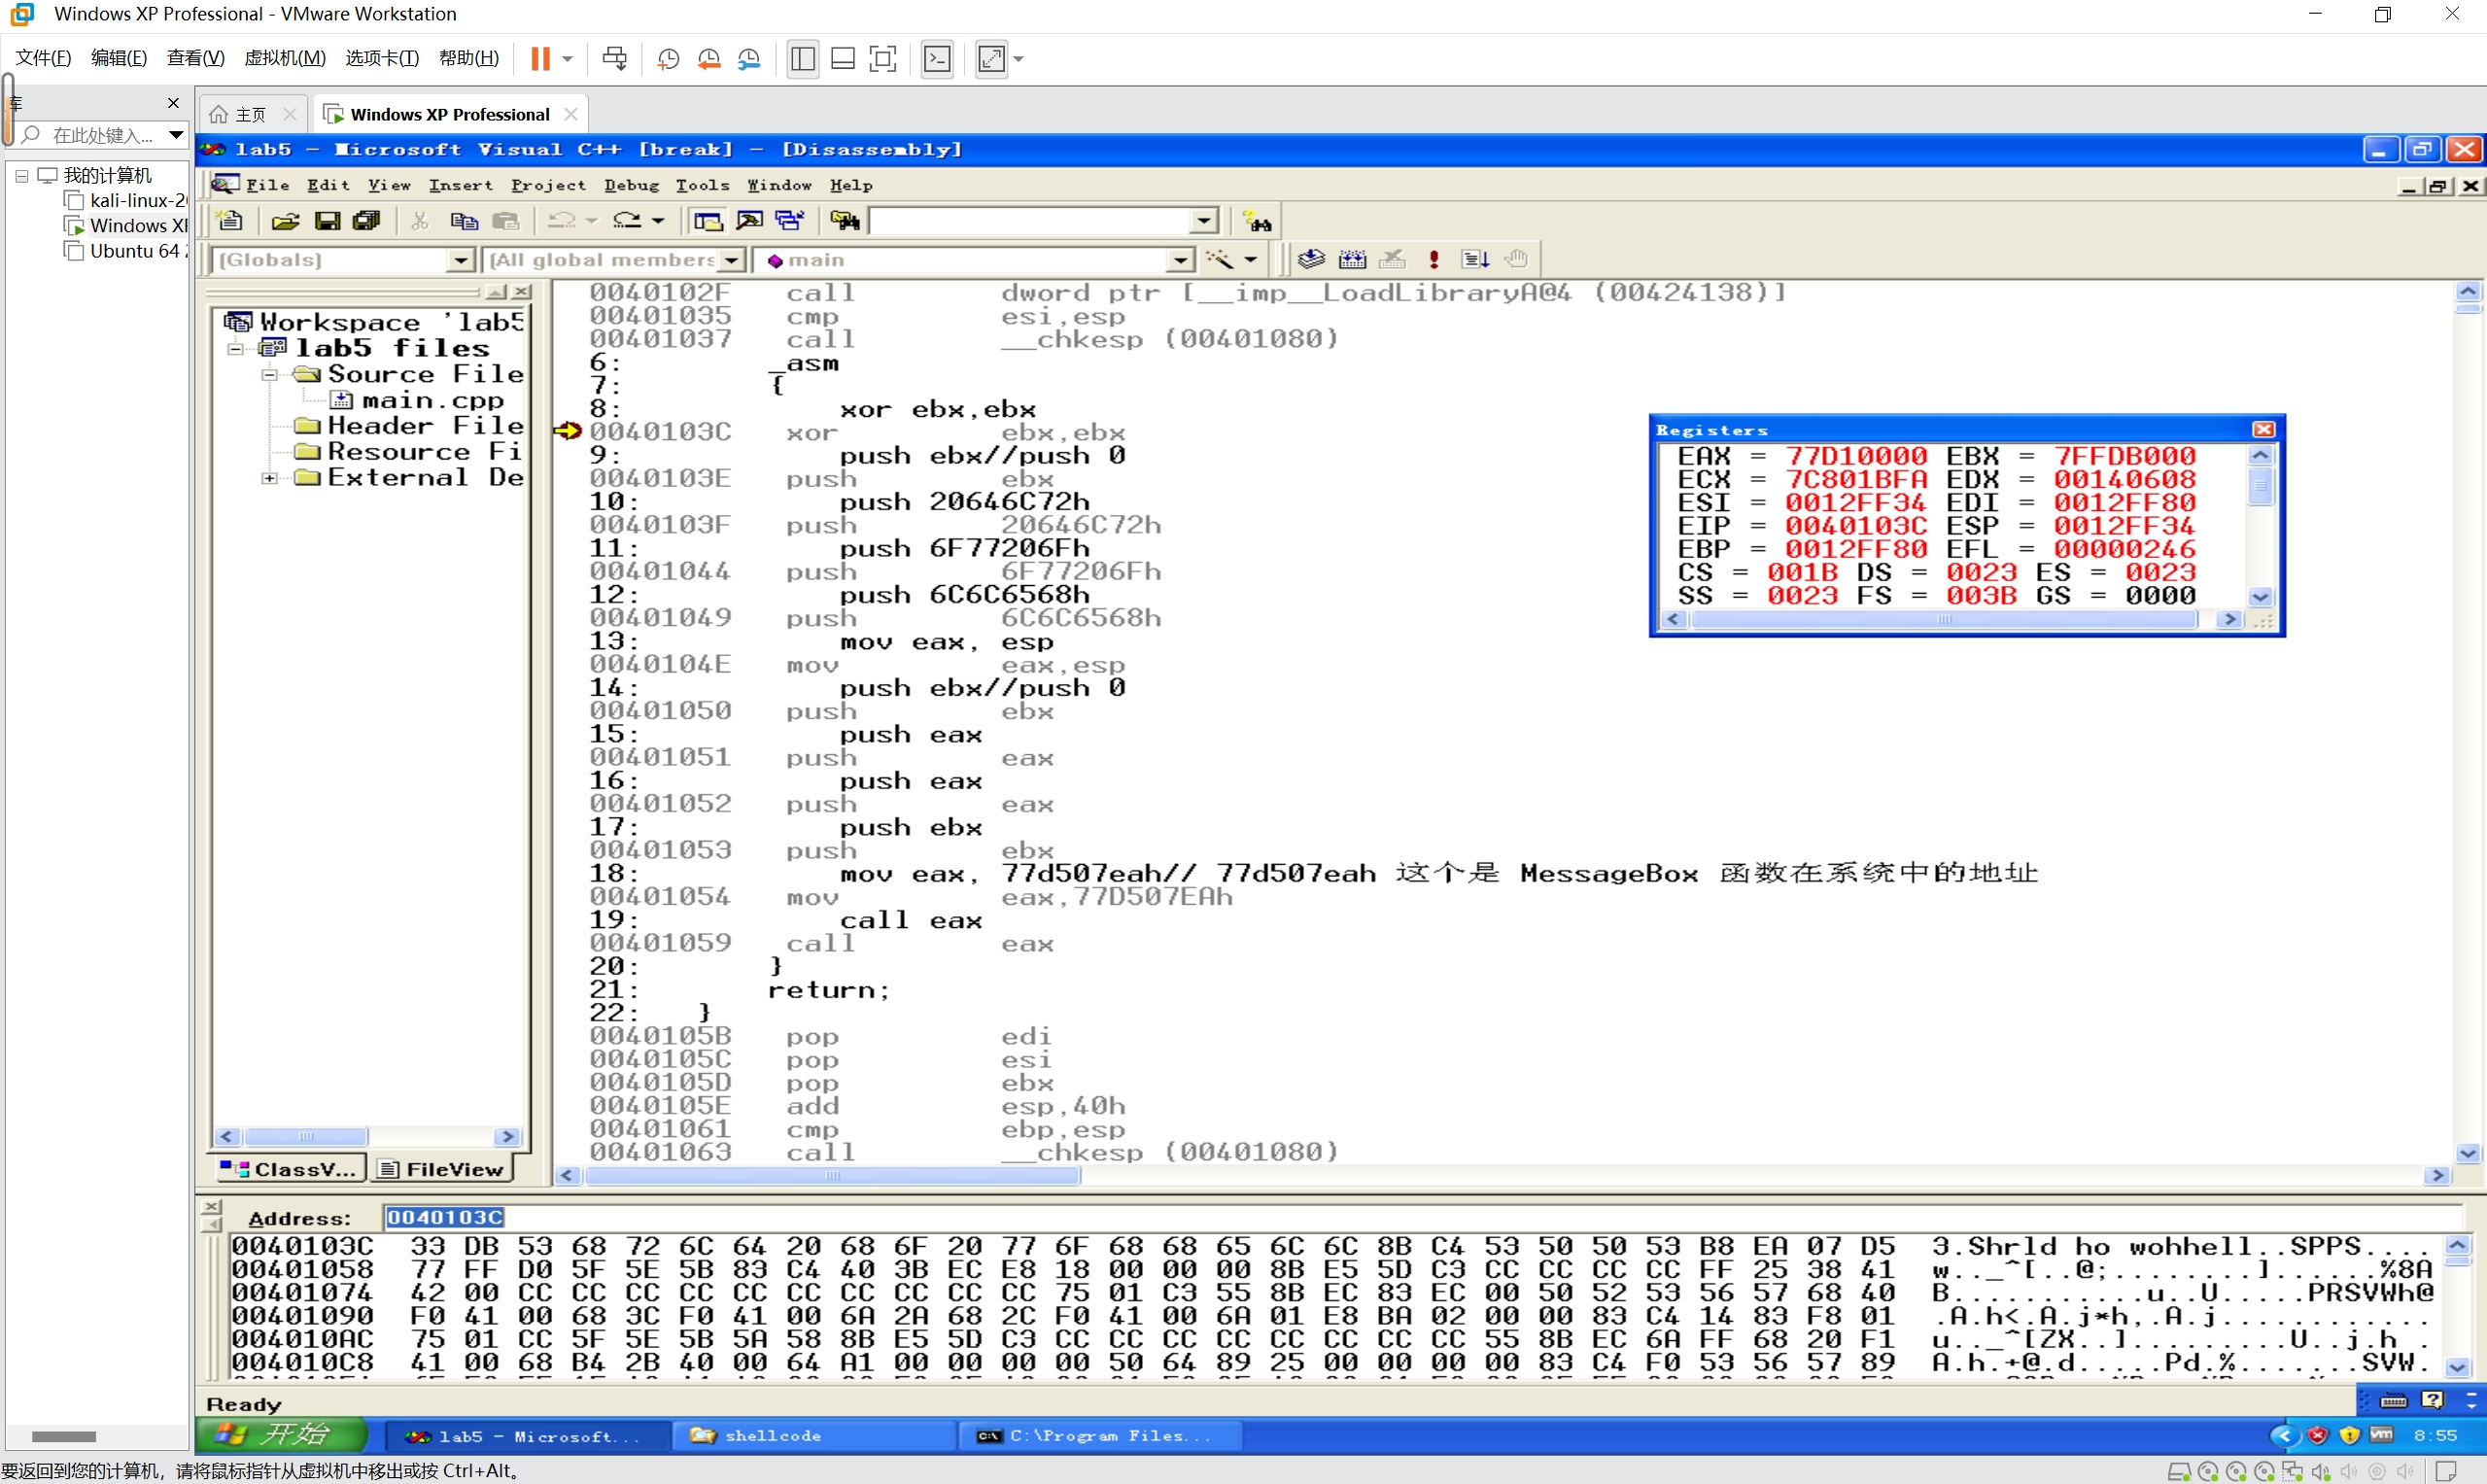 Windows XP Professional - VMware Workstation
文件(F) 编辑(E) 查看(V) 虚拟机(M) 选项卡(T) 帮助(H)
库
主页
Windows XP Professional
在此处键入...
我的计算机
kali-linux-2
Windows XP
Ubuntu 64
lab5 - Microsoft Visual C++ [break] - [Disassembly]
File Edit View Insert Project Debug Tools Window Help
(Globals) (All global members main
Workspace 'lab5
lab5 files
Source File
main.cpp
Header File
Resource Fi
External De
ClassV... FileView
0040102F call dword ptr [__imp__LoadLibraryA@4 (00424138)]
00401035 cmp esi,esp
00401037 call __chkesp (00401080)
6: _asm
7: {
8: xor ebx,ebx
0040103C xor ebx,ebx
9: push ebx//push 0
0040103E push ebx
10: push 20646C72h
0040103F push 20646C72h
11: push 6F77206Fh
00401044 push 6F77206Fh
12: push 6C6C6568h
00401049 push 6C6C6568h
13: mov eax, esp
0040104E mov eax,esp
14: push ebx//push 0
00401050 push ebx
15: push eax
00401051 push eax
16: push eax
00401052 push eax
17: push ebx
00401053 push ebx
18: mov eax, 77d507eah// 77d507eah 这个是 MessageBox 函数在系统中的地址
00401054 mov eax,77D507EAh
19: call eax
00401059 call eax
20: }
21: return;
22: }
0040105B pop edi
0040105C pop esi
0040105D pop ebx
0040105E add esp,40h
00401061 cmp ebp,esp
00401063 call __chkesp (00401080)
Registers
EAX = 77D10000 EBX = 7FFDB000
ECX = 7C801BFA EDX = 00140608
ESI = 0012FF34 EDI = 0012FF80
EIP = 0040103C ESP = 0012FF34
EBP = 0012FF80 EFL = 00000246
CS = 001B DS = 0023 ES = 0023
SS = 0023 FS = 003B GS = 0000
Address: 0040103C
0040103C 33 DB 53 68 72 6C 64 20 68 6F 20 77 6F 68 68 65 6C 6C 8B C4 53 50 50 53 B8 EA 07 D5 3.Shrld ho wohhell..SPPS....
00401058 77 FF D0 5F 5E 5B 83 C4 40 3B EC E8 18 00 00 00 8B E5 5D C3 CC CC CC CC FF 25 38 41 w.._^[..@;........]......%8A
00401074 42 00 CC CC CC CC CC CC CC CC CC CC 75 01 C3 55 8B EC 83 EC 00 50 52 53 56 57 68 40 B...........u..U.....PRSVWh@
00401090 F0 41 00 68 3C F0 41 00 6A 2A 68 2C F0 41 00 6A 01 E8 BA 02 00 00 83 C4 14 83 F8 01 .A.h<.A.j*h,.A.j............
004010AC 75 01 CC 5F 5E 5B 5A 58 8B E5 5D C3 CC CC CC CC CC CC CC CC 55 8B EC 6A FF 68 20 F1 u.._^[ZX..].........U..j.h .
004010C8 41 00 68 B4 2B 40 00 64 A1 00 00 00 00 50 64 89 25 00 00 00 00 83 C4 F0 53 56 57 89 A.h.+@.d.....Pd.%.......SVW.
Ready
开始 lab5 - Microsoft... shellcode C:\Program Files... 8:55
要返回到您的计算机，请将鼠标指针从虚拟机中移出或按 Ctrl+Alt。